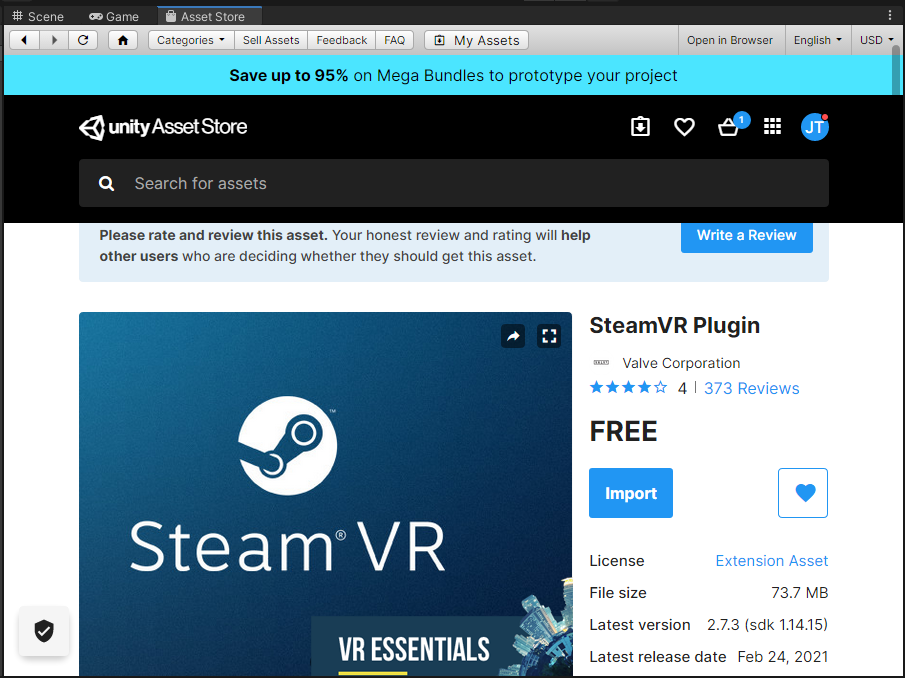 Scene Game Asset Store
Categories Sell Assets Feedback FAQ My Assets Open in Browser English USD
Save up to 95% on Mega Bundles to prototype your project
unity Asset Store
1
JT
Search for assets
Please rate and review this asset. Your honest review and rating will help
other users who are deciding whether they should get this asset.
Write a Review
SteamVR Plugin
Valve Corporation
4 | 373 Reviews
FREE
Import
License Extension Asset
File size 73.7 MB
Latest version 2.7.3 (sdk 1.14.15)
Latest release date Feb 24, 2021
™
Steam® VR
VR ESSENTIALS